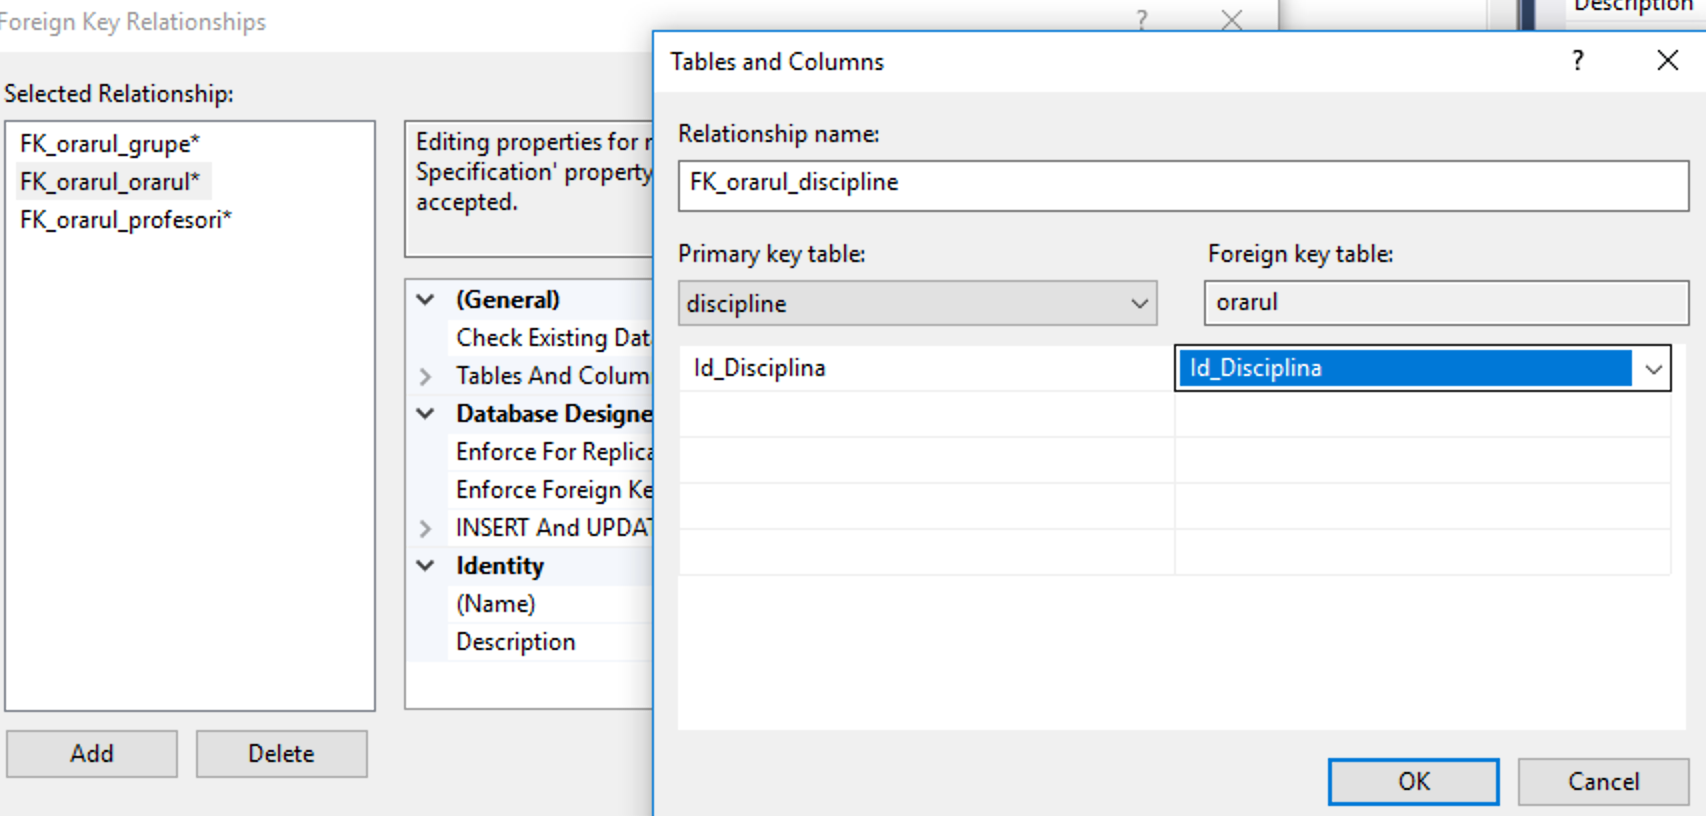 Foreign Key Relationships
?
Description
Selected Relationship:
FK_orarul_grupe*
FK_orarul_orarul*
FK_orarul_profesori*
Add
Delete
Editing properties for
Specification' property
accepted.
(General)
Check Existing Dat
Tables And Colum
Database Designe
Enforce For Replica
Enforce Foreign Ke
INSERT And UPDAT
Identity
(Name)
Description
Tables and Columns
?
Relationship name:
FK_orarul_discipline
Primary key table:
Foreign key table:
discipline
orarul
Id_Disciplina
Id_Disciplina
OK
Cancel